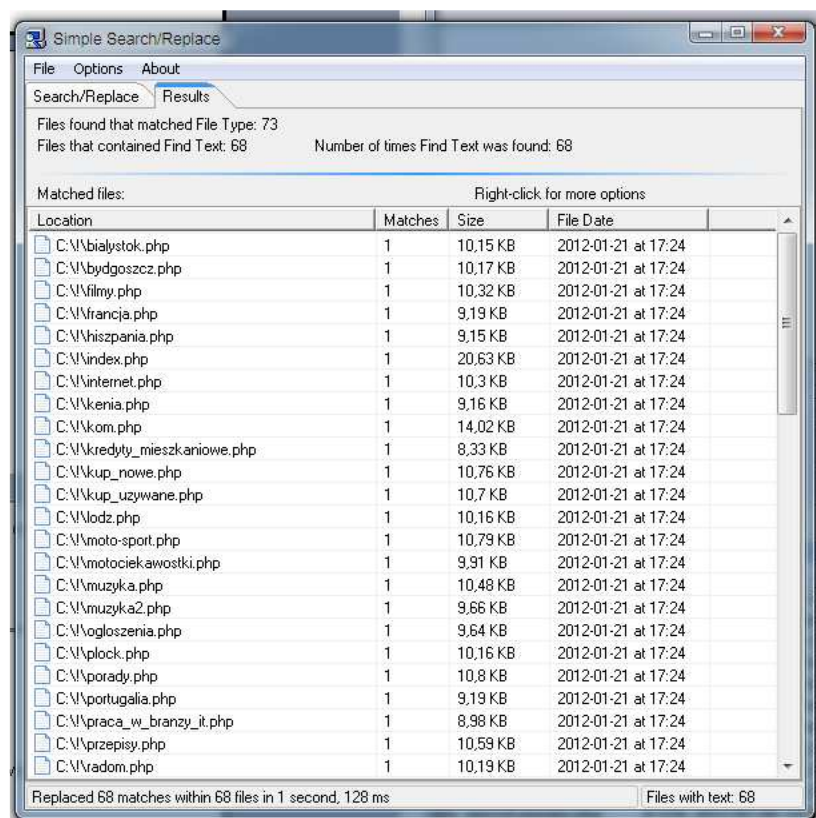 Simple Search/Replace
File Options About
Search/Replace Results
Files found that matched File Type: 73
Files that contained Find Text: 68 Number of times Find Text was found: 68
Matched files: Right-click for more options
Location Matches Size File Date
C:\!\bialystok.php 1 10,15 KB 2012-01-21 at 17:24
C:\!\bydgoszcz.php 1 10,17 KB 2012-01-21 at 17:24
C:\!\filmy.php 1 10,32 KB 2012-01-21 at 17:24
C:\!\francja.php 1 9,19 KB 2012-01-21 at 17:24
C:\!\hiszpania.php 1 9,15 KB 2012-01-21 at 17:24
C:\!\index.php 1 20,63 KB 2012-01-21 at 17:24
C:\!\internet.php 1 10,3 KB 2012-01-21 at 17:24
C:\!\kenia.php 1 9,16 KB 2012-01-21 at 17:24
C:\!\kom.php 1 14,02 KB 2012-01-21 at 17:24
C:\!\kredyty_mieszkaniowe.php 1 8,33 KB 2012-01-21 at 17:24
C:\!\kup_nowe.php 1 10,76 KB 2012-01-21 at 17:24
C:\!\kup_uzywane.php 1 10,7 KB 2012-01-21 at 17:24
C:\!\lodz.php 1 10,16 KB 2012-01-21 at 17:24
C:\!\moto-sport.php 1 10,79 KB 2012-01-21 at 17:24
C:\!\motociekawostki.php 1 9,91 KB 2012-01-21 at 17:24
C:\!\muzyka.php 1 10,48 KB 2012-01-21 at 17:24
C:\!\muzyka2.php 1 9,66 KB 2012-01-21 at 17:24
C:\!\ogloszenia.php 1 9,64 KB 2012-01-21 at 17:24
C:\!\plock.php 1 10,16 KB 2012-01-21 at 17:24
C:\!\porady.php 1 10,8 KB 2012-01-21 at 17:24
C:\!\portugalia.php 1 9,19 KB 2012-01-21 at 17:24
C:\!\praca_w_branzy_it.php 1 8,98 KB 2012-01-21 at 17:24
C:\!\przepisy.php 1 10,59 KB 2012-01-21 at 17:24
C:\!\radom.php 1 10,19 KB 2012-01-21 at 17:24
Replaced 68 matches within 68 files in 1 second, 128 ms Files with text: 68